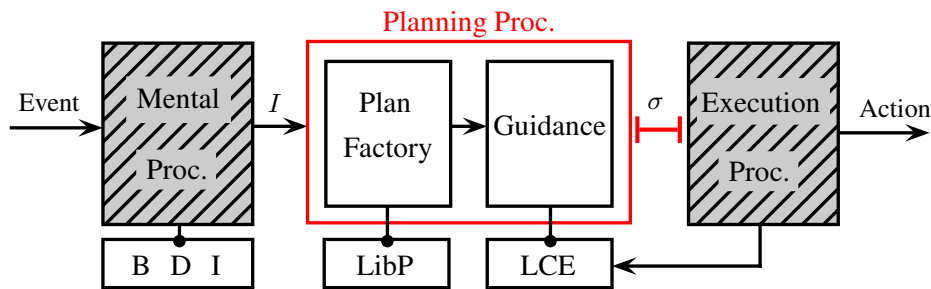 Planning Proc.
Event
Mental
Proc.
I
Plan
Factory
Guidance
σ
Execution
Proc.
Action
B D I
LibP
LCE